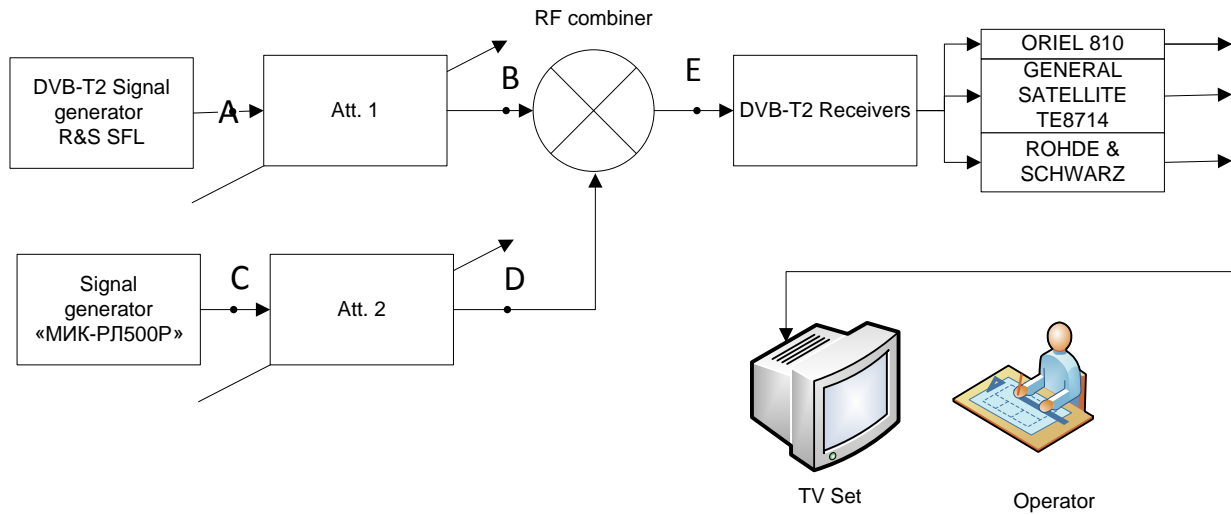 RF combiner
DVB-T2 Signal
generator
R&S SFL
A
Att. 1
B
E
DVB-T2 Receivers
ORIEL 810
GENERAL
SATELLITE
TE8714
ROHDE &
SCHWARZ
Signal
generator
«МИК-РЛ500Р»
C
Att. 2
D
TV Set
Operator